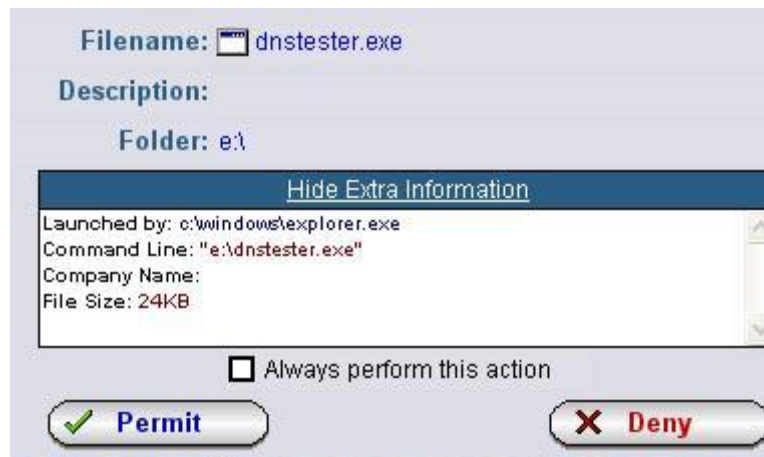 Filename: dnstester.exe
Description:
Folder: e:\
Hide Extra Information
Launched by: c:\windows\explorer.exe
Command Line: "e:\dnstester.exe"
Company Name:
File Size: 24KB
Always perform this action
Permit
Deny